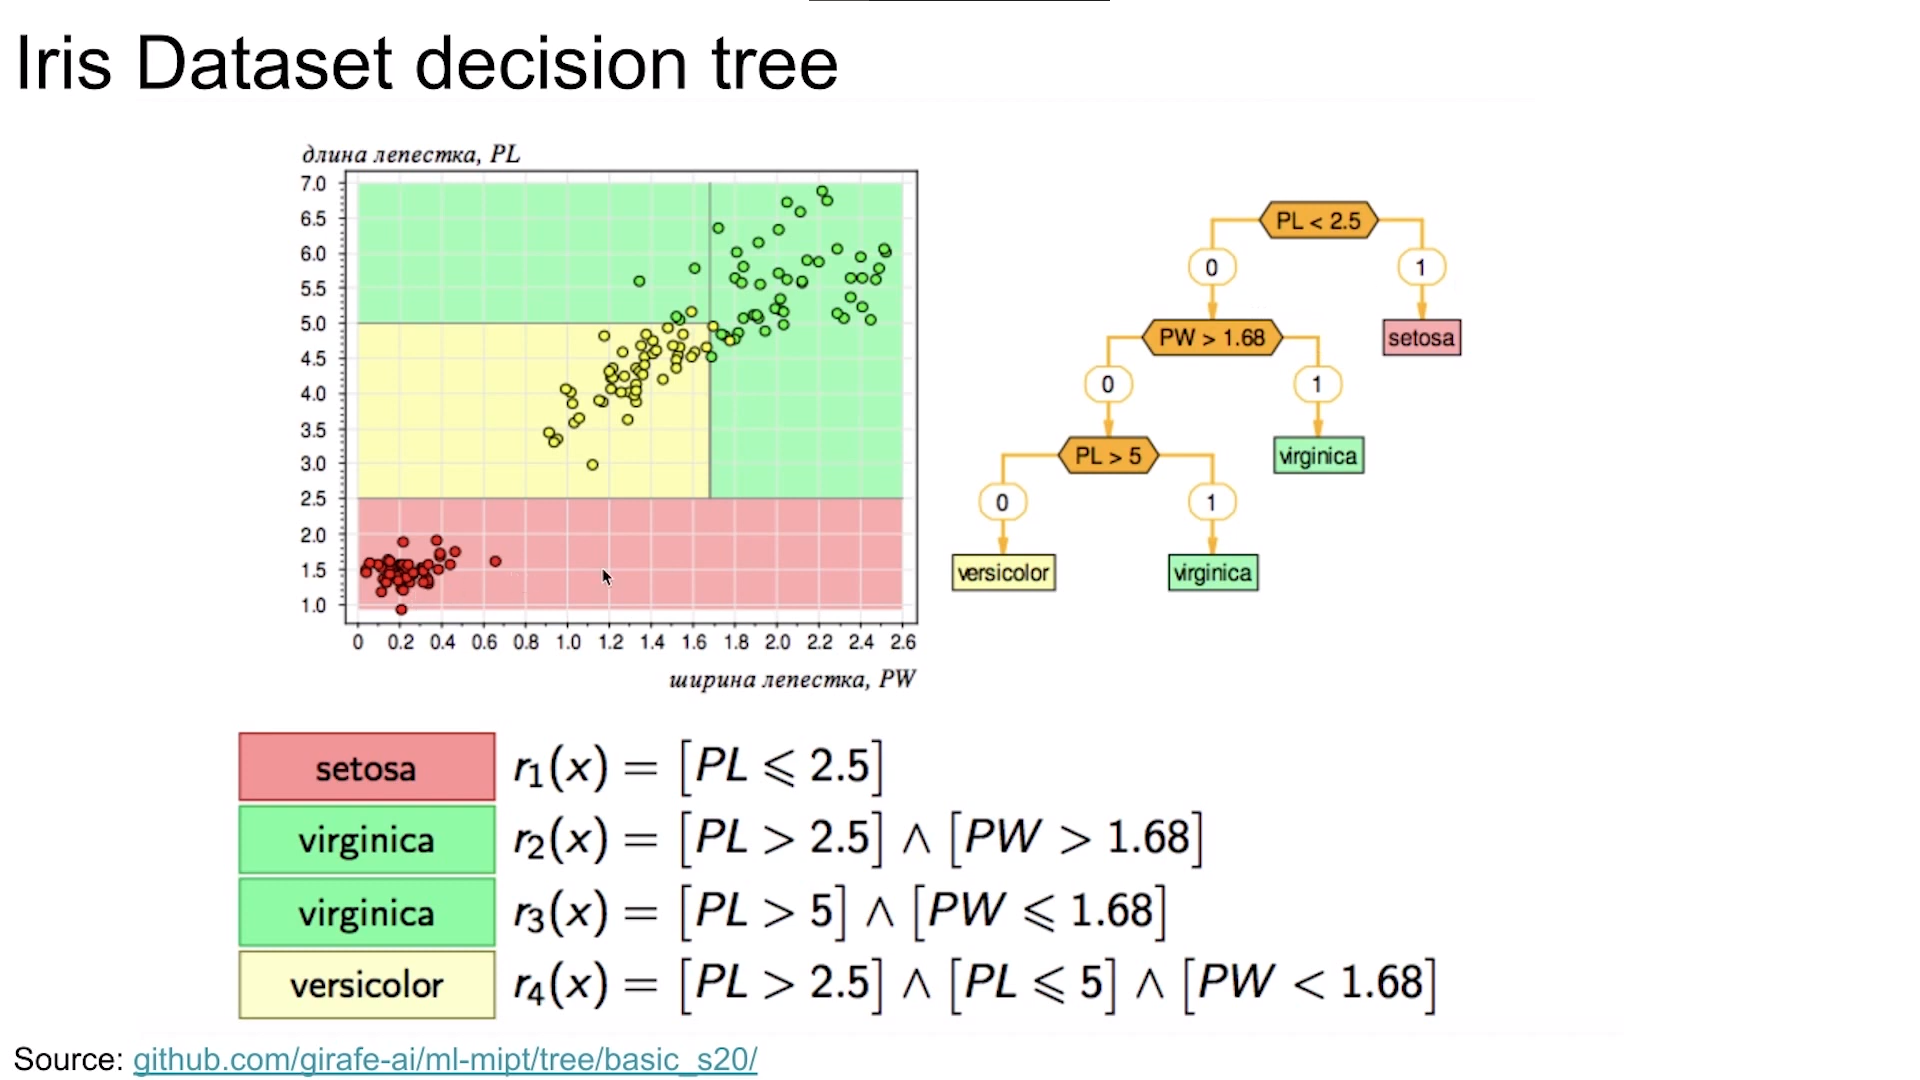 Iris Dataset decision tree
длина лепестка, PL
7.0
6.5
6.0
5.5
5.0
4.5
4.0
3.5
3.0
2.5
2.0
1.5
1.0
0 0.2 0.4 0.6 0.8 1.0 1.2 1.4 1.6 1.8 2.0 2.2 2.4 2.6
ширина лепестка, PW
PL < 2.5
0 1
PW > 1.68 setosa
0 1
PL > 5 virginica
0 1
versicolor virginica
setosa r₁(x) = [PL ⩽ 2.5]
virginica r₂(x) = [PL > 2.5] ∧ [PW > 1.68]
virginica r₃(x) = [PL > 5] ∧ [PW ⩽ 1.68]
versicolor r₄(x) = [PL > 2.5] ∧ [PL ⩽ 5] ∧ [PW < 1.68]
Source: github.com/girafe-ai/ml-mipt/tree/basic_s20/